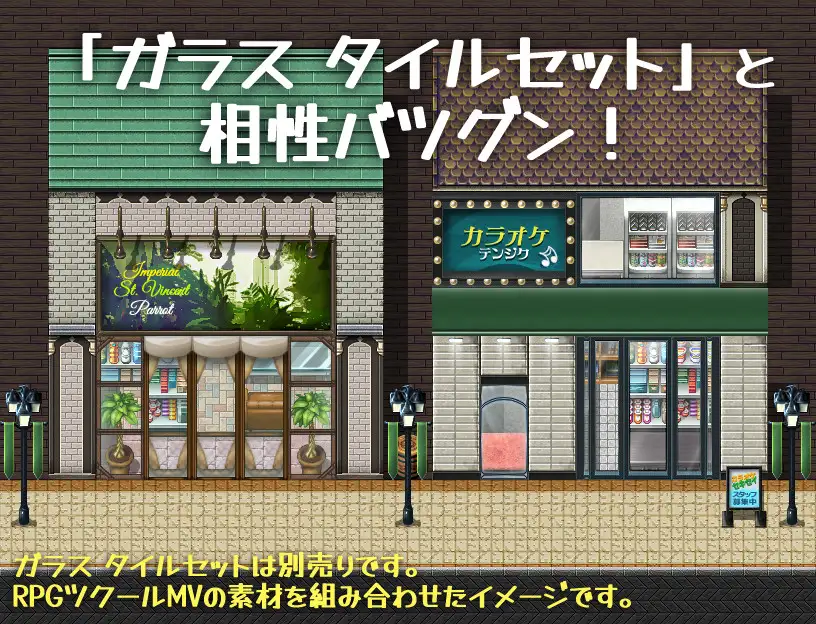 「ガラス タイルセット」と
相性バツグン！
Imperial
St. Vincent
Parrot
カラオケ
テンジケ
スタッフ
募集中
ガラス タイルセットは別売りです。
RPGツクールMVの素材を組み合わせたイメージです。